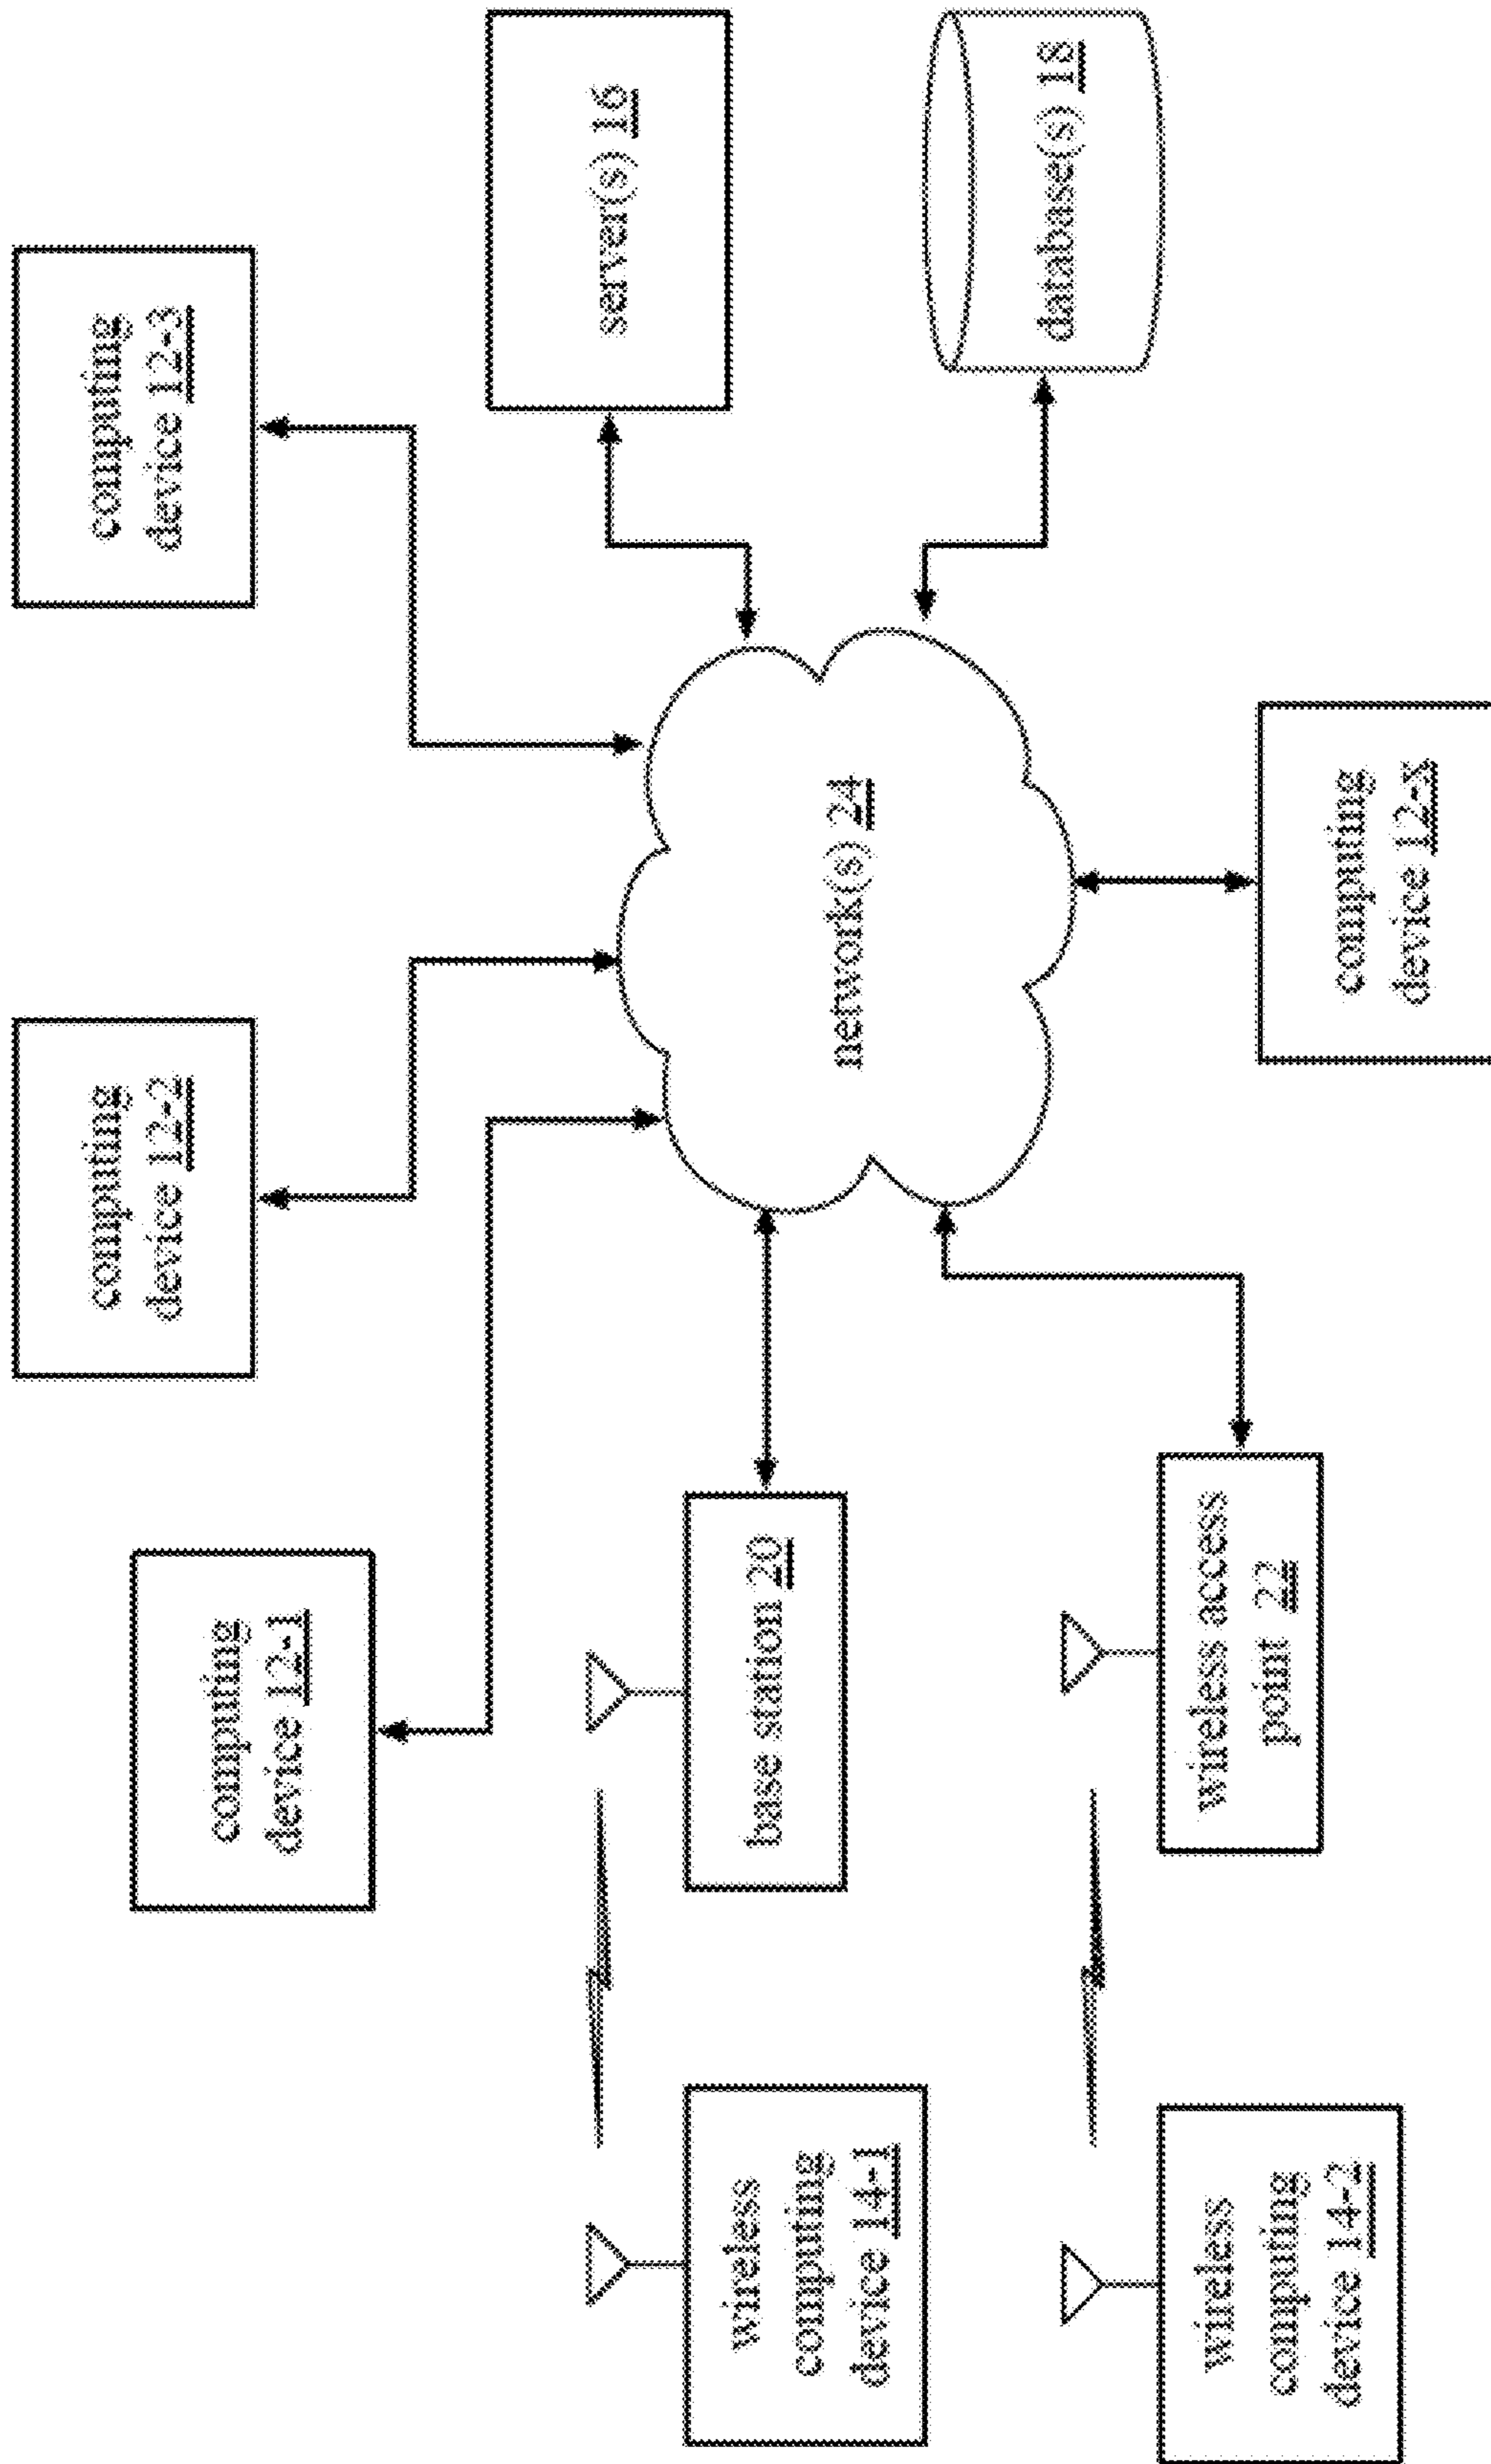 computing
device 12-1
computing
device 12-2
computing
device 12-3
server(s) 16
database(s) 18
network(s) 24
base station 20
wireless
computing
device 14-1
wireless access
point 22
wireless
computing
device 14-2
computing
device 12-x